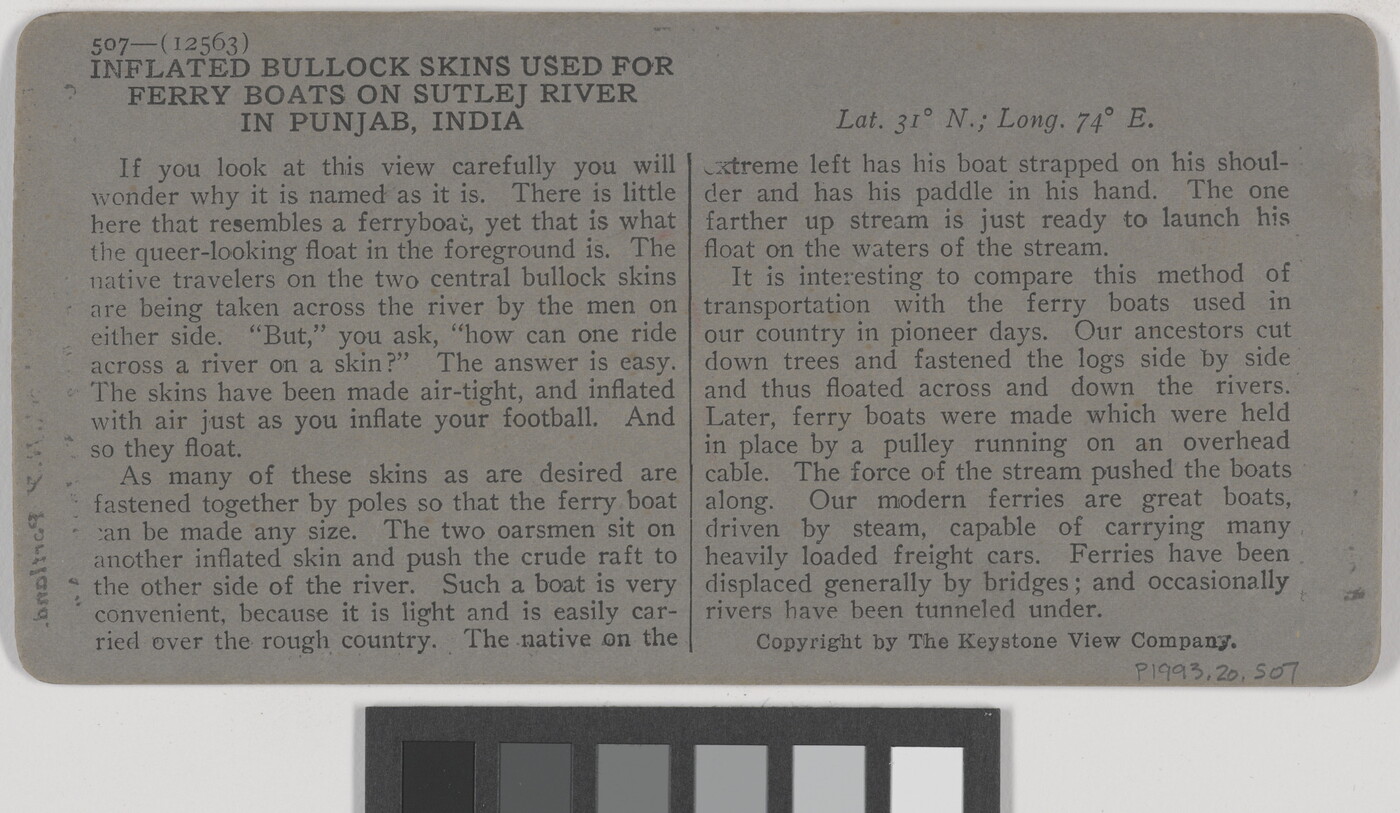 507—(12563)
INFLATED BULLOCK SKINS USED FOR
FERRY BOATS ON SUTLEJ RIVER
IN PUNJAB, INDIA
Lat. 31° N.; Long. 74° E.
If you look at this view carefully you will
wonder why it is named as it is. There is little
here that resembles a ferryboat, yet that is what
the queer-looking float in the foreground is. The
native travelers on the two central bullock skins
are being taken across the river by the men on
either side. “But,” you ask, “how can one ride
across a river on a skin?” The answer is easy.
The skins have been made air-tight, and inflated
with air just as you inflate your football. And
so they float.
As many of these skins as are desired are
fastened together by poles so that the ferry boat
can be made any size. The two oarsmen sit on
another inflated skin and push the crude raft to
the other side of the river. Such a boat is very
convenient, because it is light and is easily car-
ried over the rough country. The native on the
extreme left has his boat strapped on his shoul-
der and has his paddle in his hand. The one
farther up stream is just ready to launch his
float on the waters of the stream.
It is interesting to compare this method of
transportation with the ferry boats used in
our country in pioneer days. Our ancestors cut
down trees and fastened the logs side by side
and thus floated across and down the rivers.
Later, ferry boats were made which were held
in place by a pulley running on an overhead
cable. The force of the stream pushed the boats
along. Our modern ferries are great boats,
driven by steam, capable of carrying many
heavily loaded freight cars. Ferries have been
displaced generally by bridges; and occasionally
rivers have been tunneled under.
Copyright by The Keystone View Company.
P1993.20.507